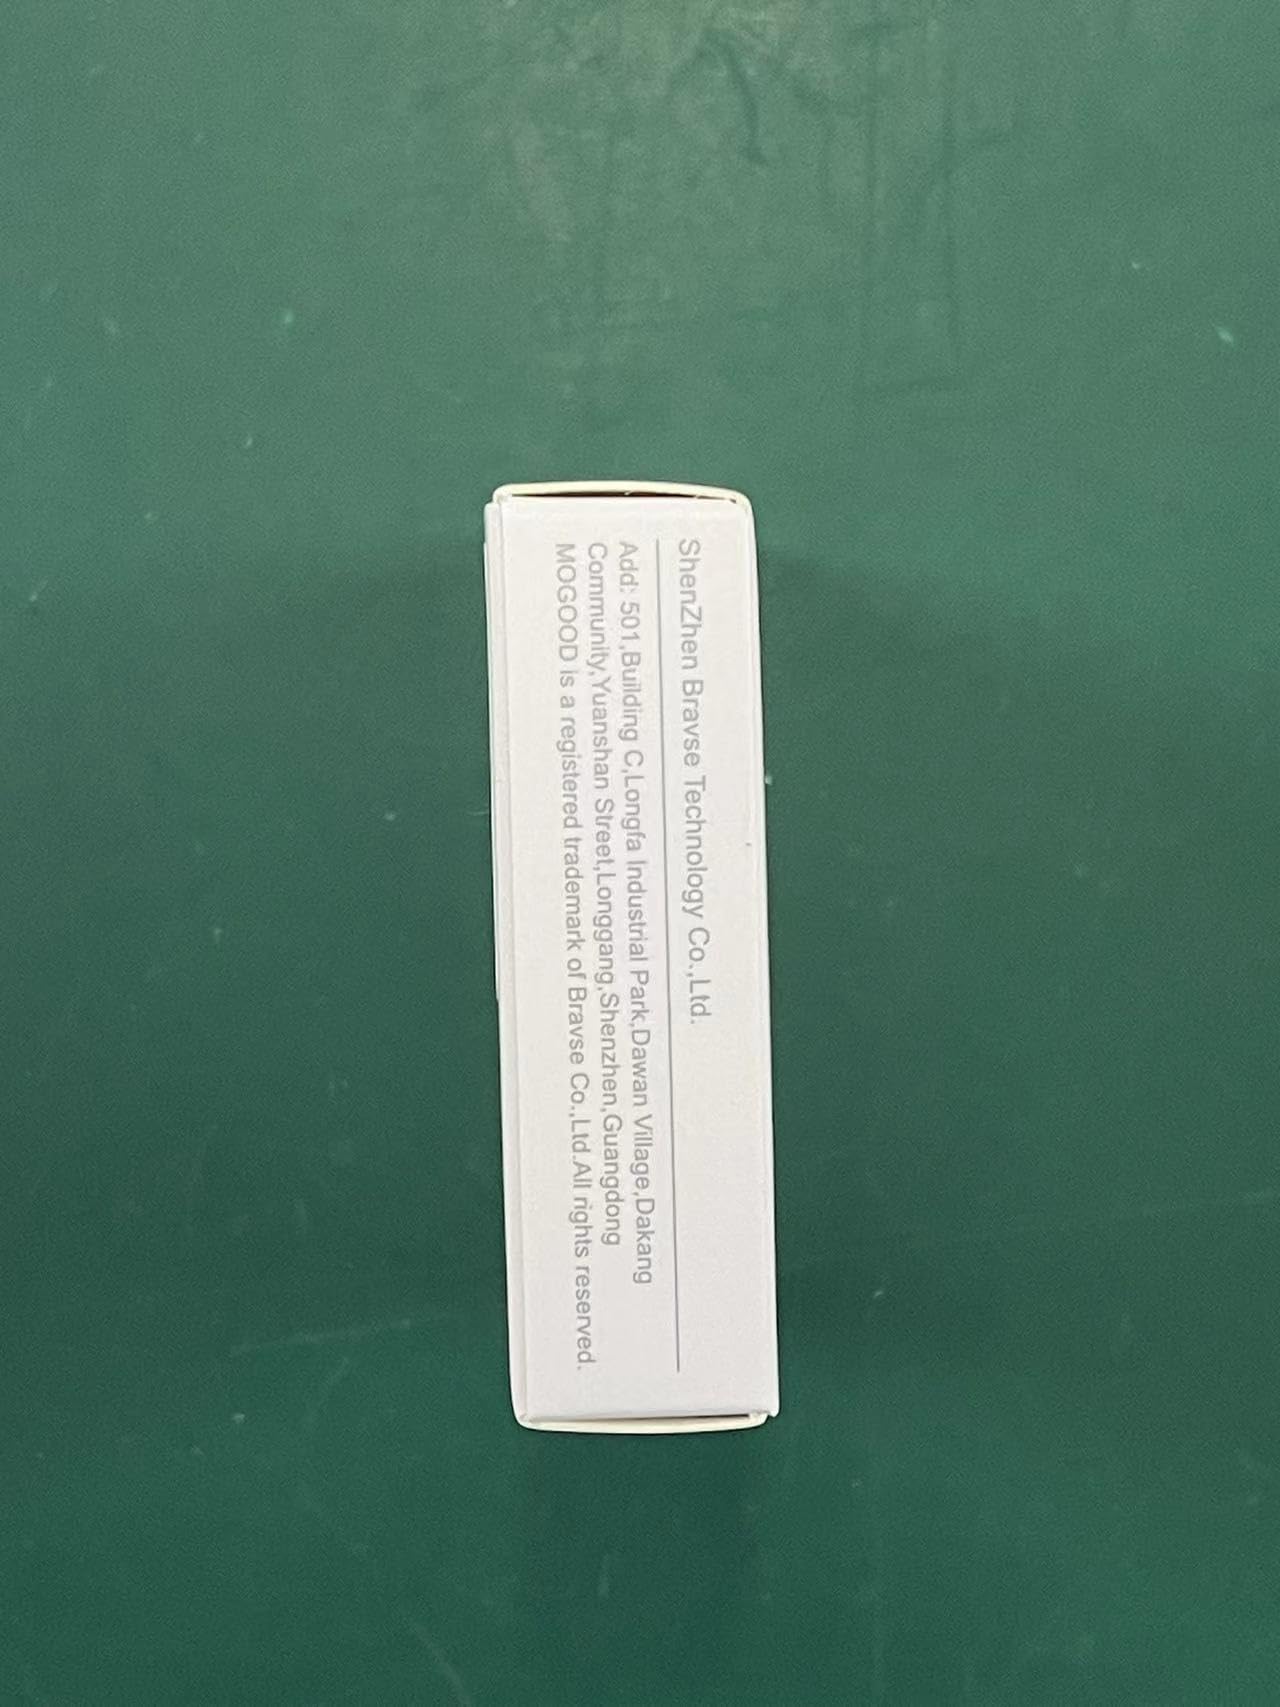 ShenZhen Bravse Technology Co.,Ltd.
Add: 501,Building C,Longfa Industrial Park,Dawan Village,Dakang
Community,Yuanshan Street,Longgang,Shenzhen,Guangdong
MOGOOD is a registered trademark of Bravse Co.,Ltd.All rights reserved.